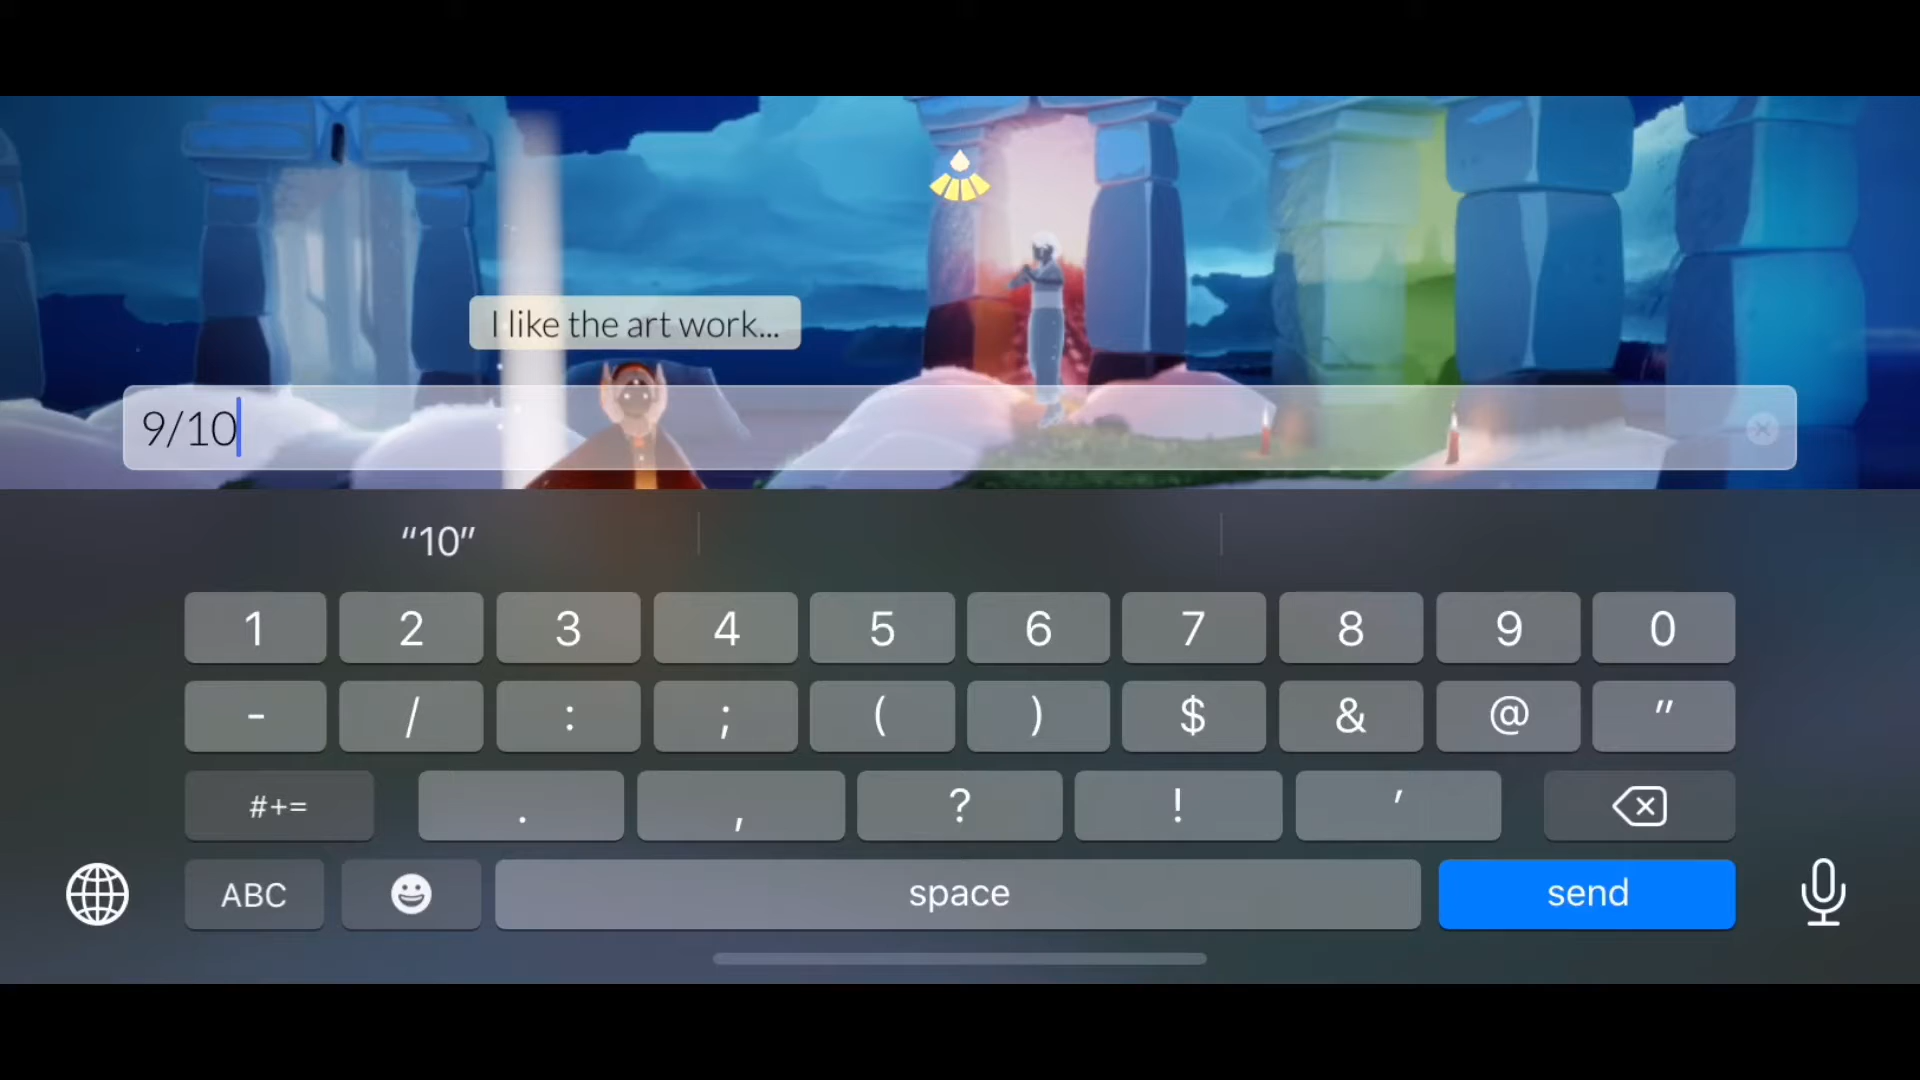 I like the art work...
9/10
“10”
1 2 3 4 5 6 7 8 9 0
- / : ; ( ) $ & @ "
#+= . , ? ! '
ABC space send